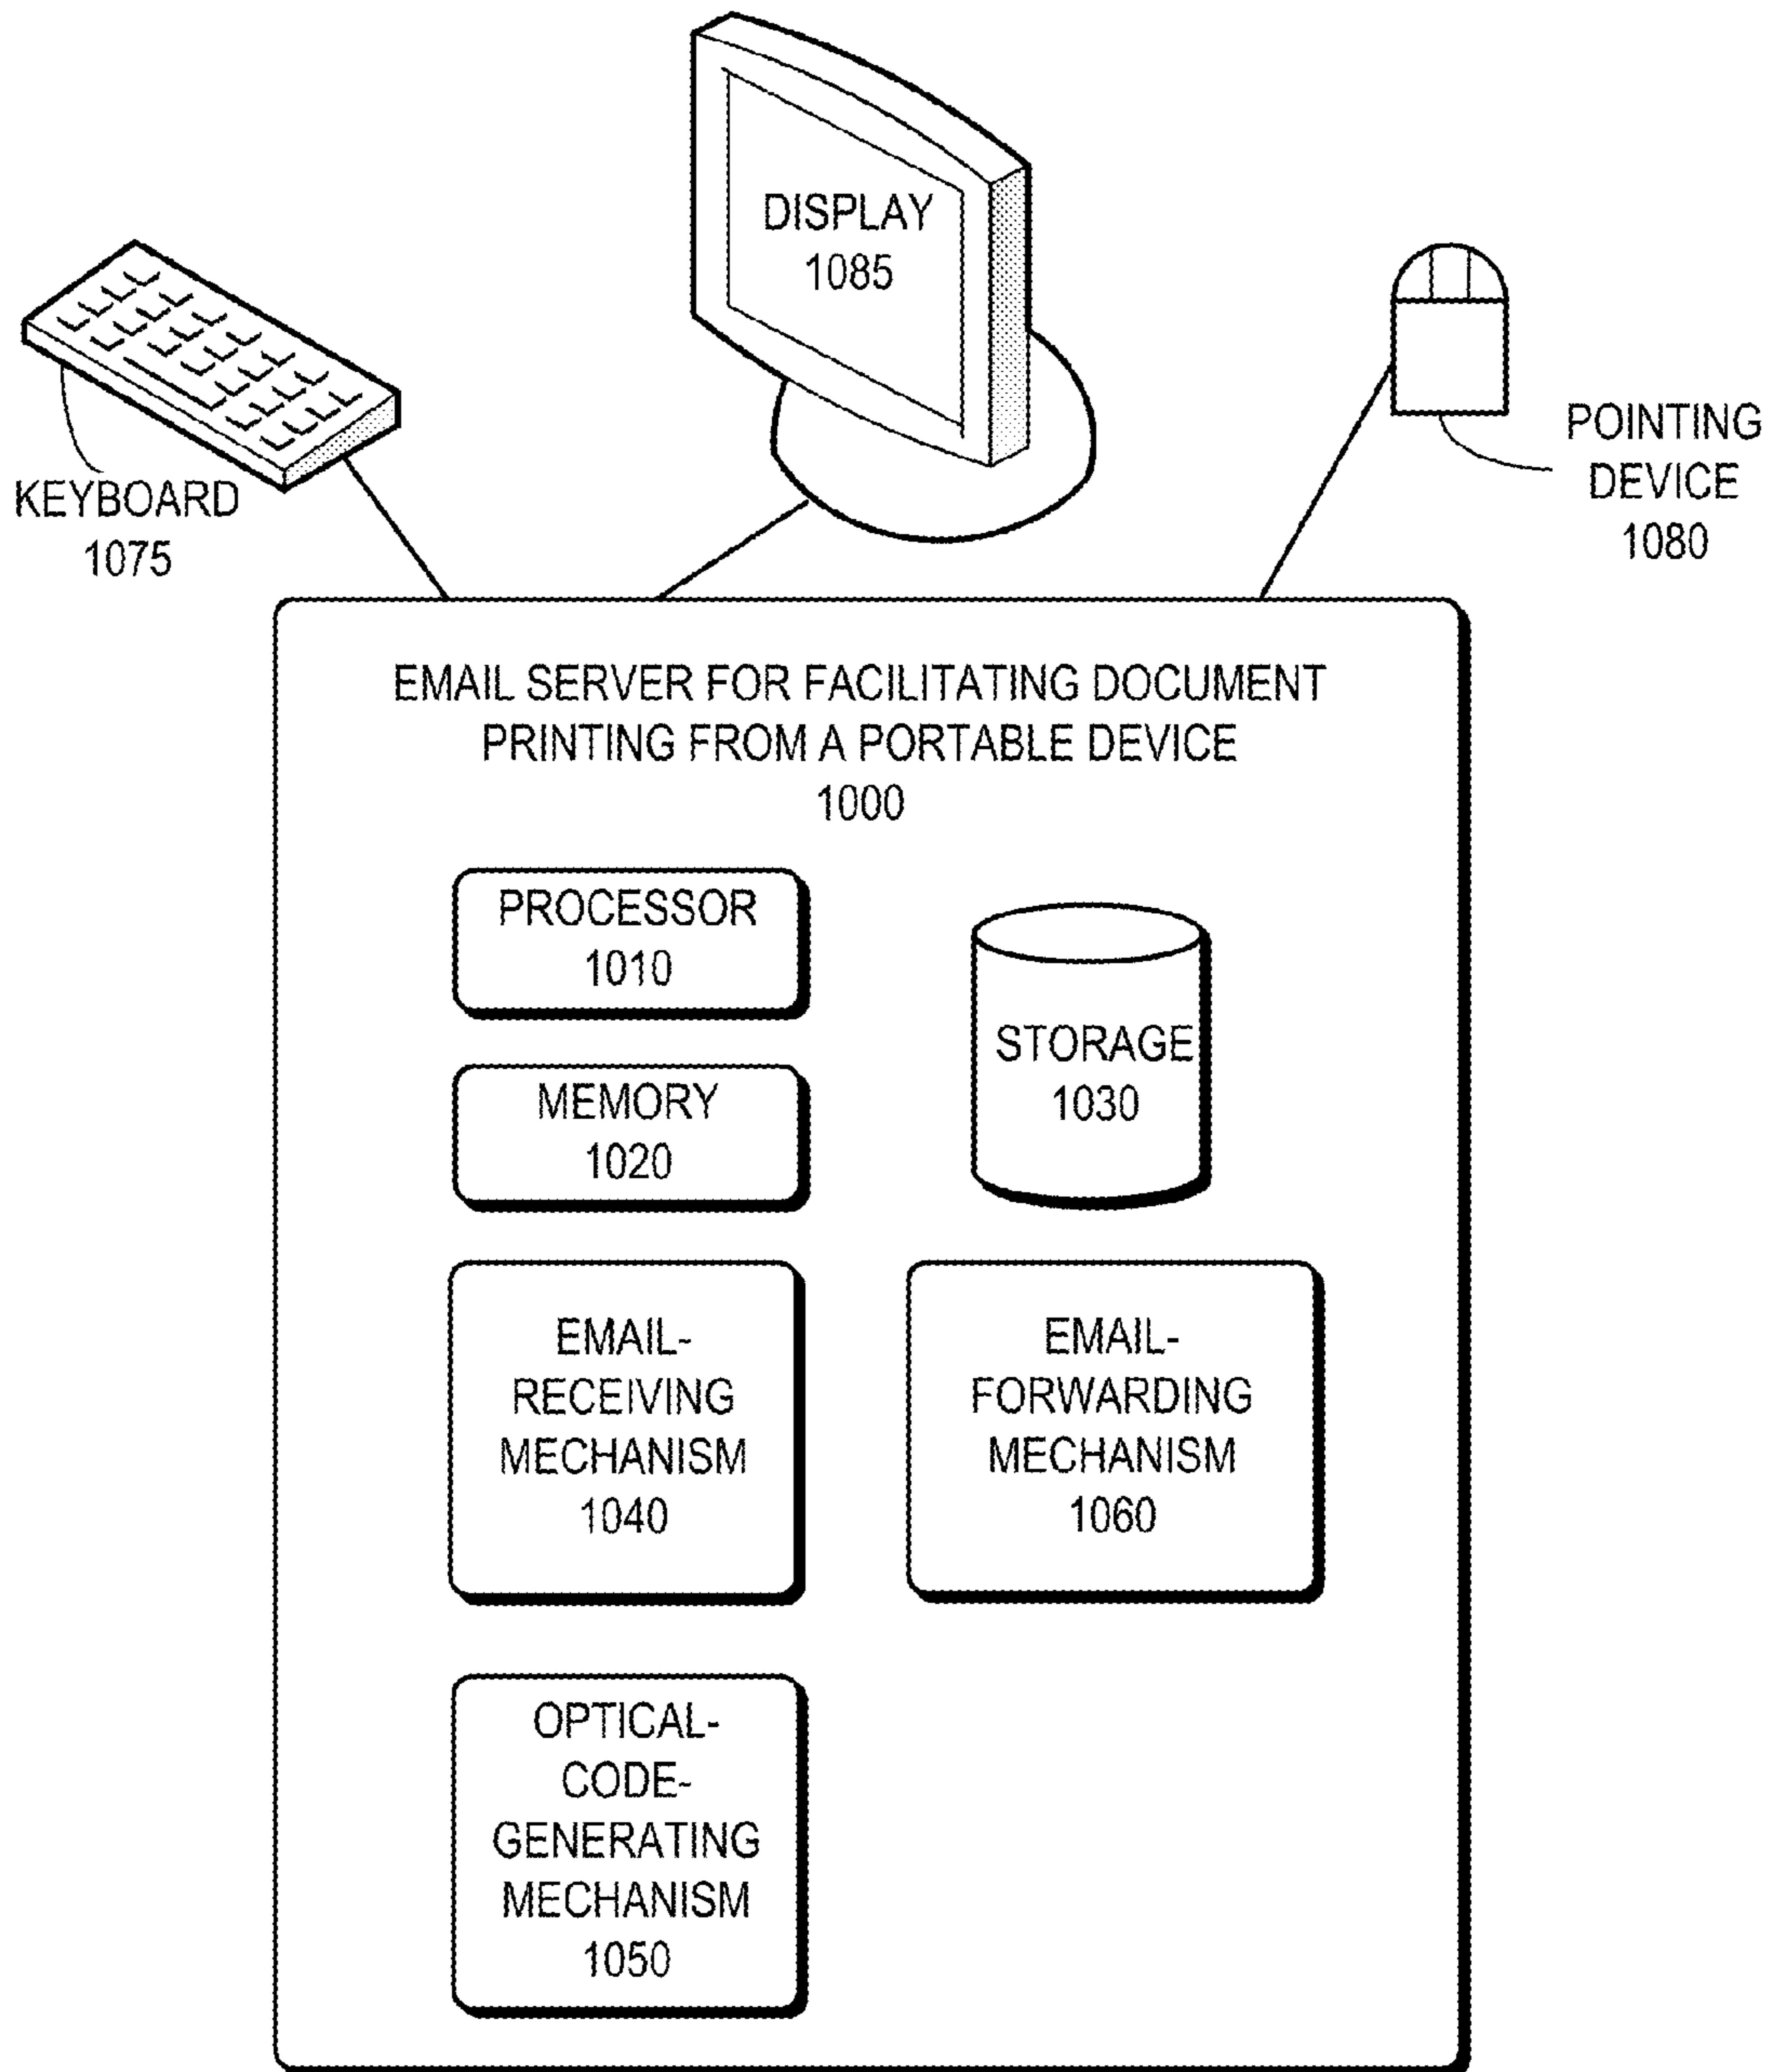 DISPLAY
1085
KEYBOARD
1075
POINTING
DEVICE
1080
EMAIL SERVER FOR FACILITATING DOCUMENT
PRINTING FROM A PORTABLE DEVICE
1000
PROCESSOR
1010
STORAGE
1030
MEMORY
1020
EMAIL-
RECEIVING
MECHANISM
1040
EMAIL-
FORWARDING
MECHANISM
1060
OPTICAL-
CODE-
GENERATING
MECHANISM
1050